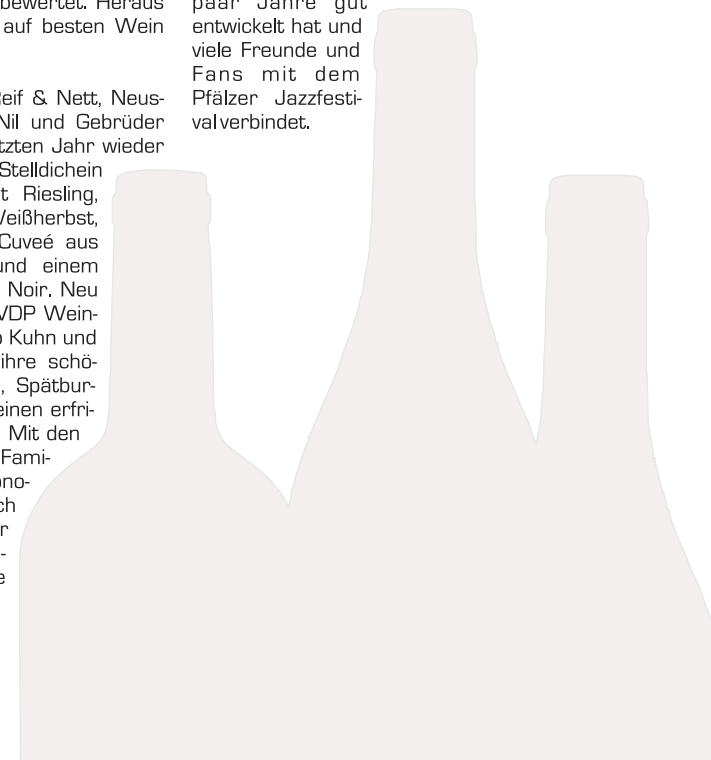 bewertet. Heraus
auf besten Wein
eif & Nett, Neus-
Nil und Gebrüder
tzten Jahr wieder
Stelldichein
t Riesling,
eißherbst,
Cuveé aus
und einem
Noir. Neu
VDP Wein-
Kuhn und
ihre schö-
, Spätbur-
einen erfri-
Mit den
Fami-
ono-
ch
r
-
e
paar Jahre gut
entwickelt hat und
viele Freunde und
Fans mit dem
Pfälzer Jazzfesti-
val verbindet.